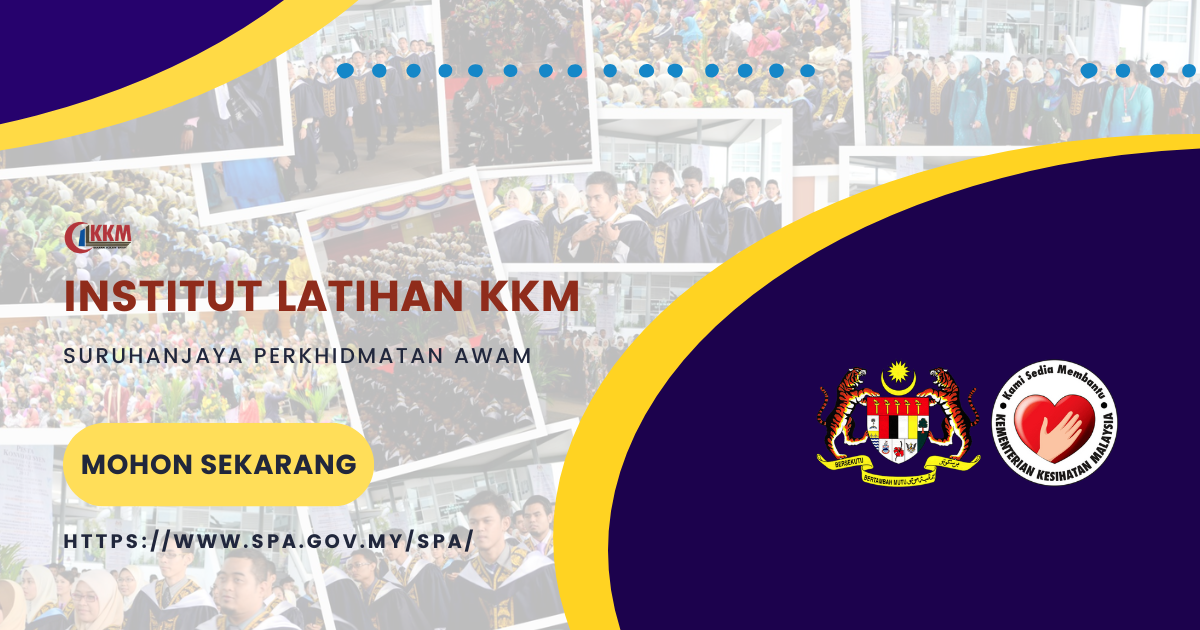 KKM
INSTITUT LATIHAN KKM
SURUHANJAYA PERKHIDMATAN AWAM
MOHON SEKARANG
HTTPS://WWW.SPA.GOV.MY/SPA/
BERSEKUTU
BERTAMBAH MUTU
Kami Sedia Membantu
KEMENTERIAN KESIHATAN MALAYSIA